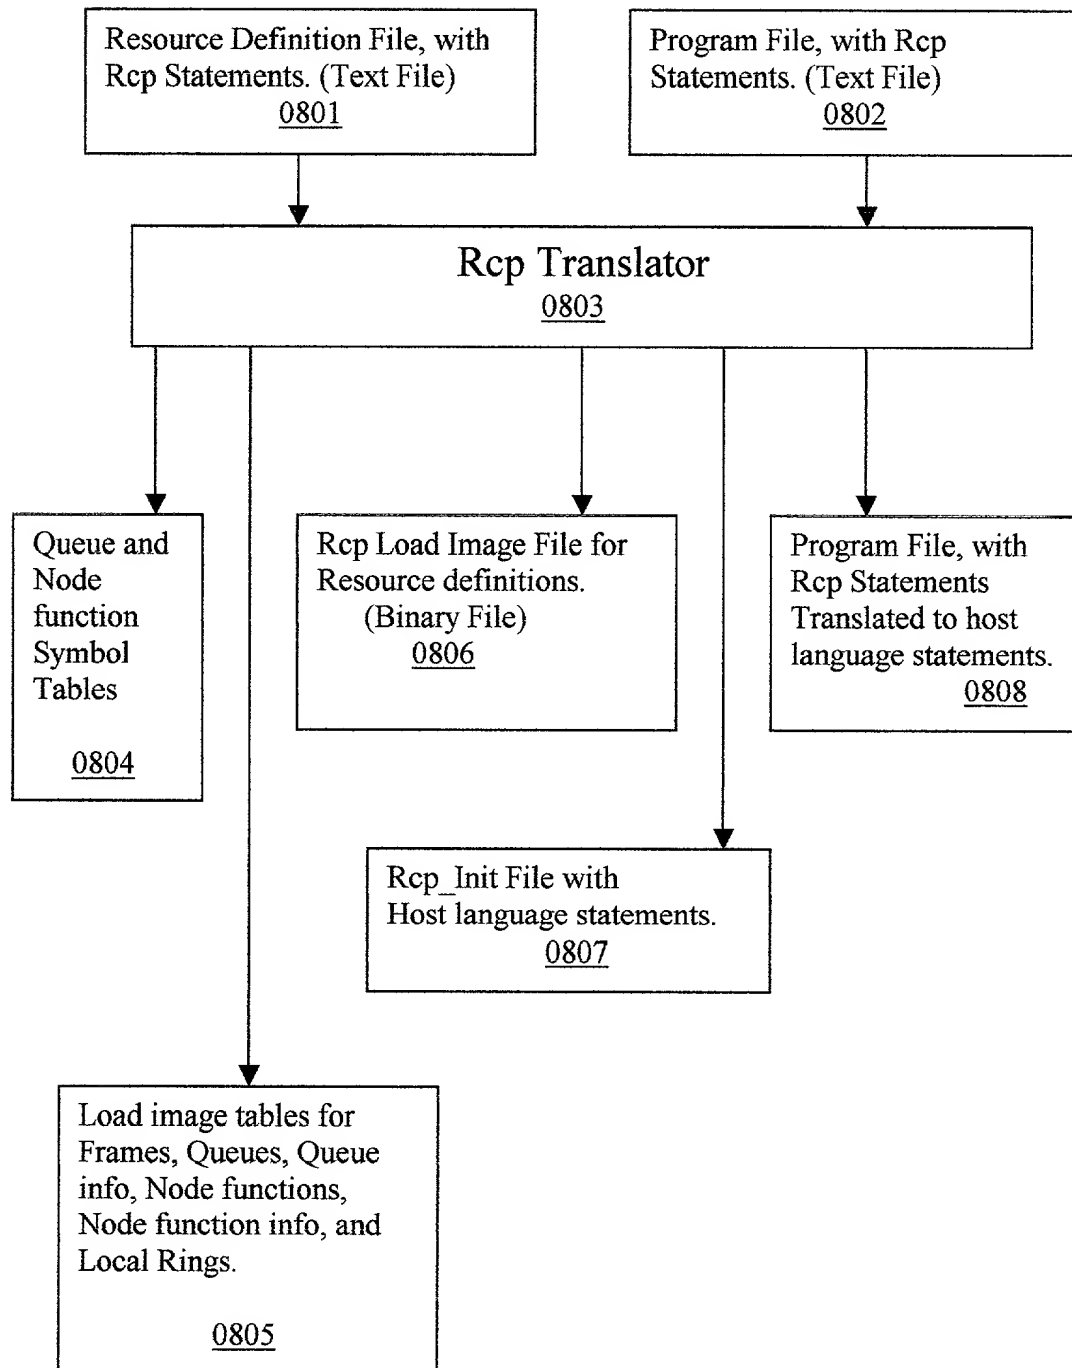 Resource Definition File, with
Rcp Statements. (Text File)
0801
Program File, with Rcp
Statements. (Text File)
0802
Rcp Translator
0803
Queue and
Node
function
Symbol
Tables
0804
Rcp Load Image File for
Resource definitions.
(Binary File)
0806
Program File, with
Rcp Statements
Translated to host
language statements.
0808
Rcp_Init File with
Host language statements.
0807
Load image tables for
Frames, Queues, Queue
info, Node functions,
Node function info, and
Local Rings.
0805